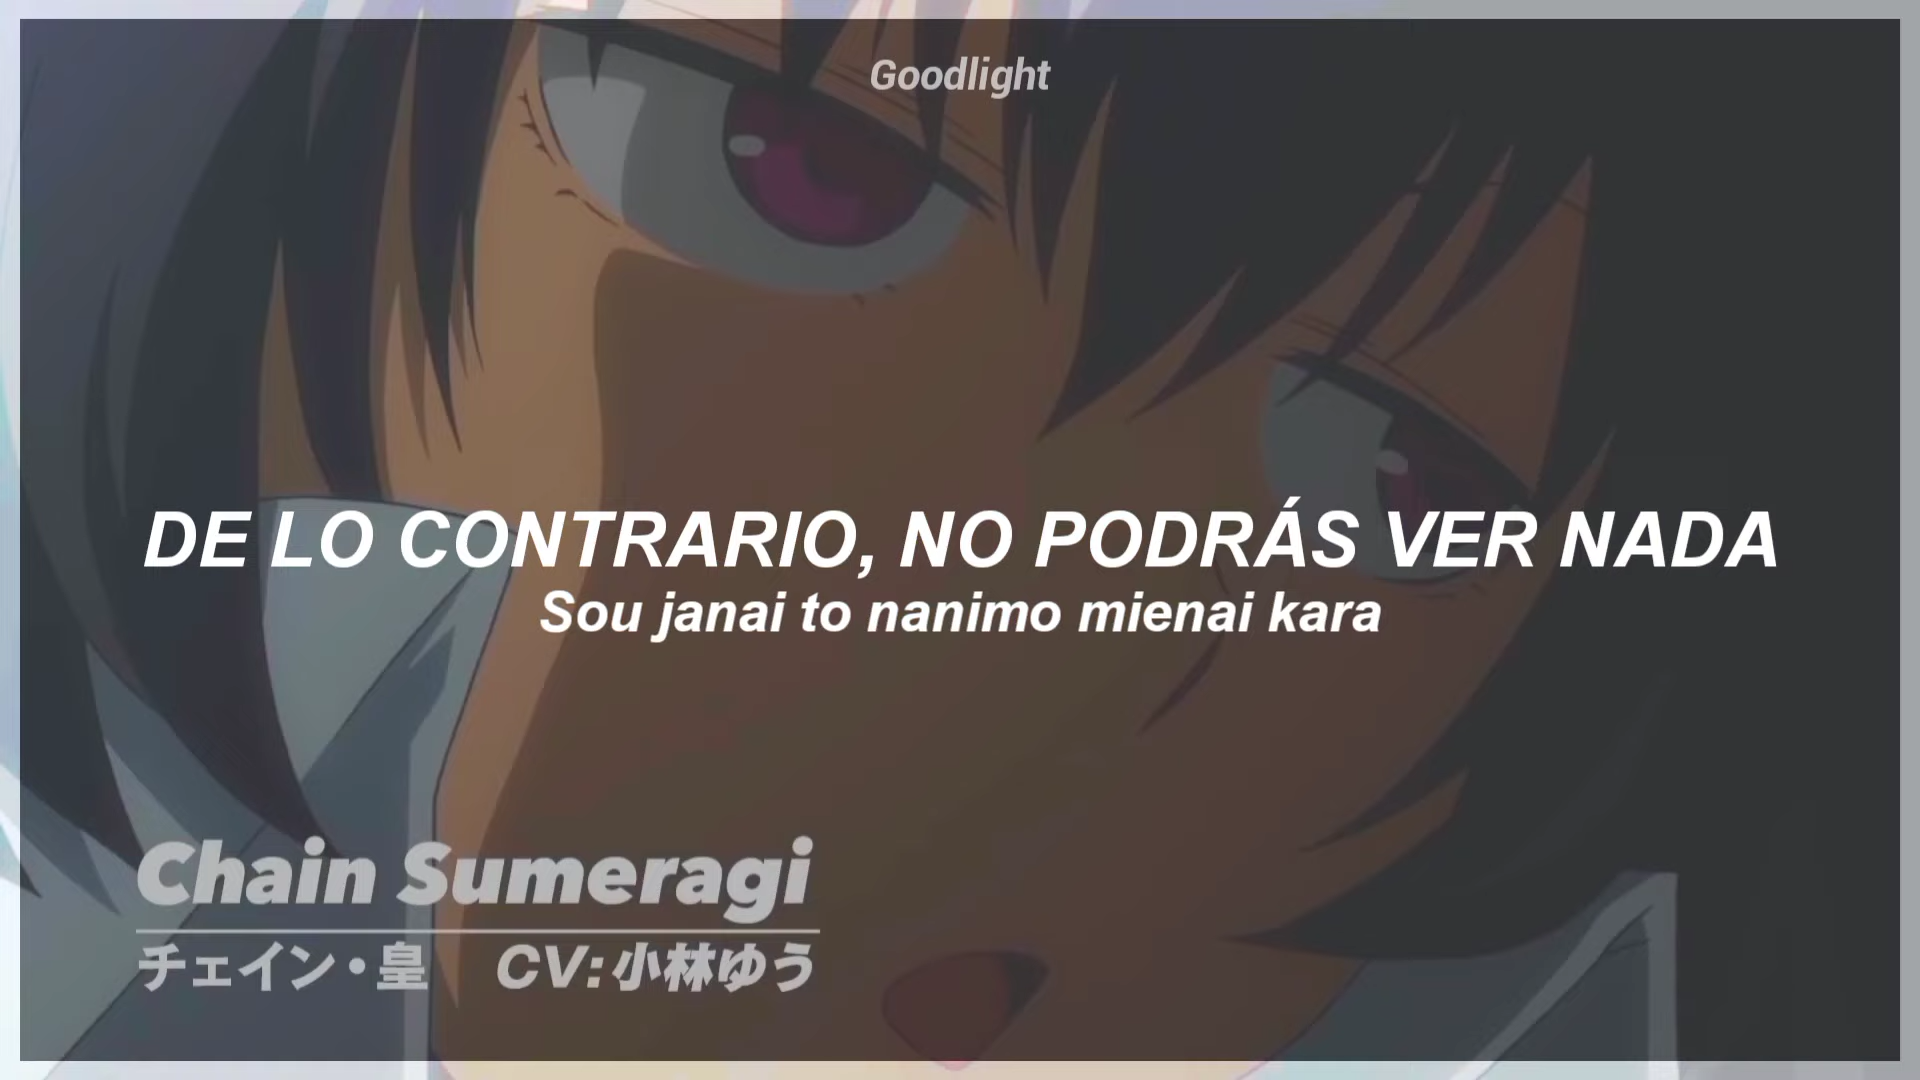 Goodlight
DE LO CONTRARIO, NO PODRÁS VER NADA
Sou janai to nanimo mienai kara
Chain Sumeragi
チェイン・皇 CV:小林ゆう